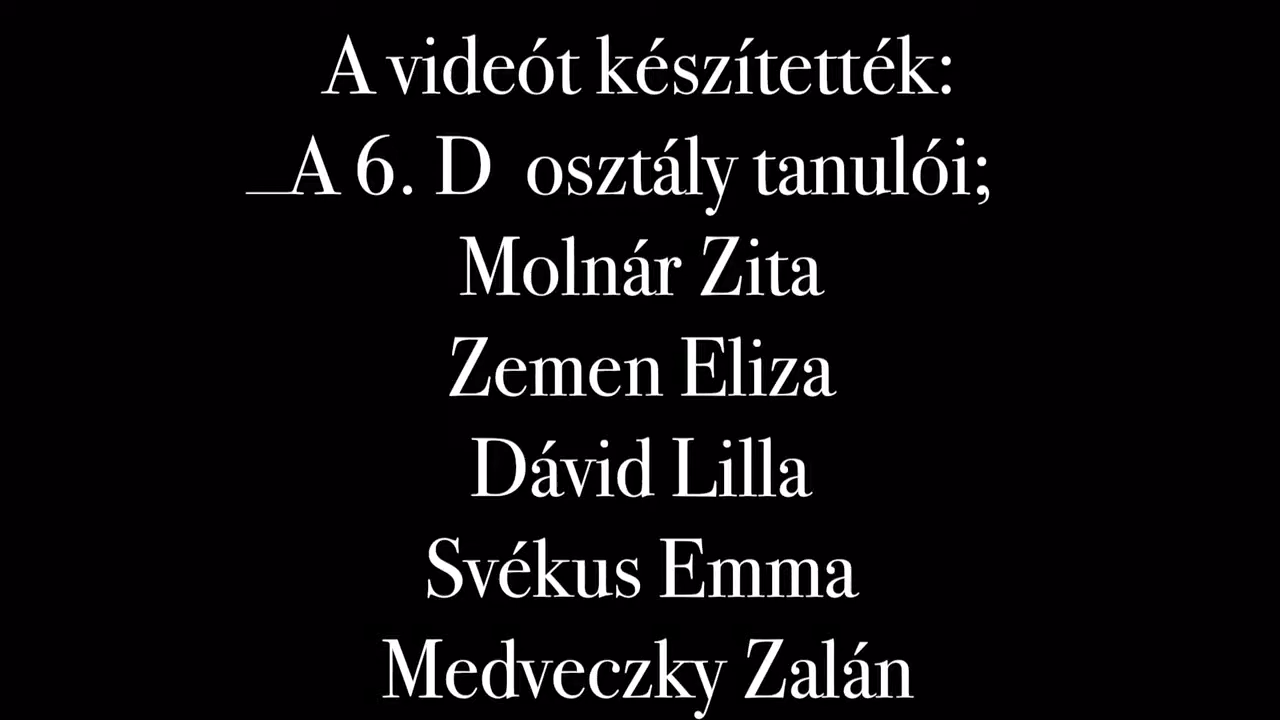 A videót készítették:
_A 6. D  osztály tanulói;
Molnár Zita
Zemen Eliza
Dávid Lilla
Svékus Emma
Medveczky Zalán